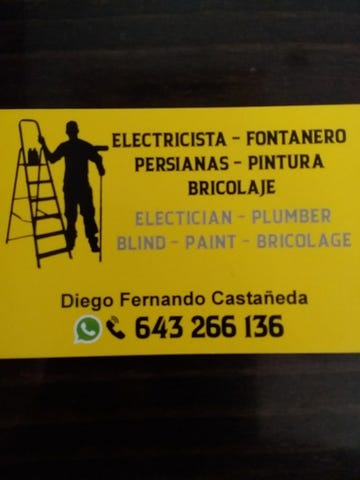 ELECTRICISTA - FONTANERO
PERSIANAS - PINTURA
BRICOLAJE
ELECTICIAN - PLUMBER
BLIND - PAINT - BRICOLAGE
Diego Fernando Castañeda
643 266 136